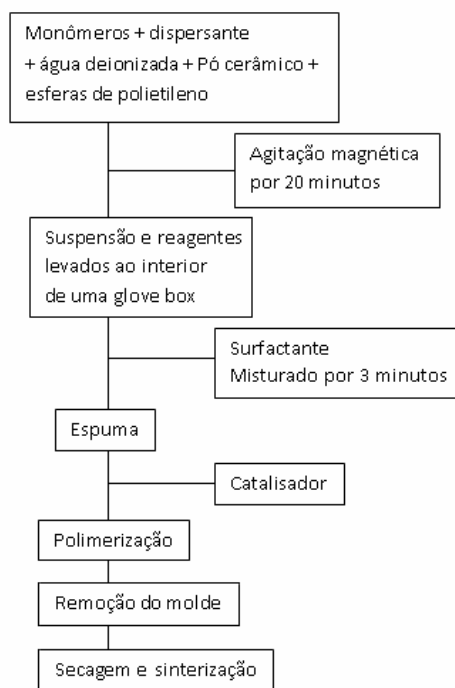 Monômeros + dispersante
+ água deionizada + Pó cerâmico +
esferas de polietileno
Agitação magnética
por 20 minutos
Suspensão e reagentes
levados ao interior
de uma glove box
Surfactante
Misturado por 3 minutos
Espuma
Catalisador
Polimerização
Remoção do molde
Secagem e sinterização